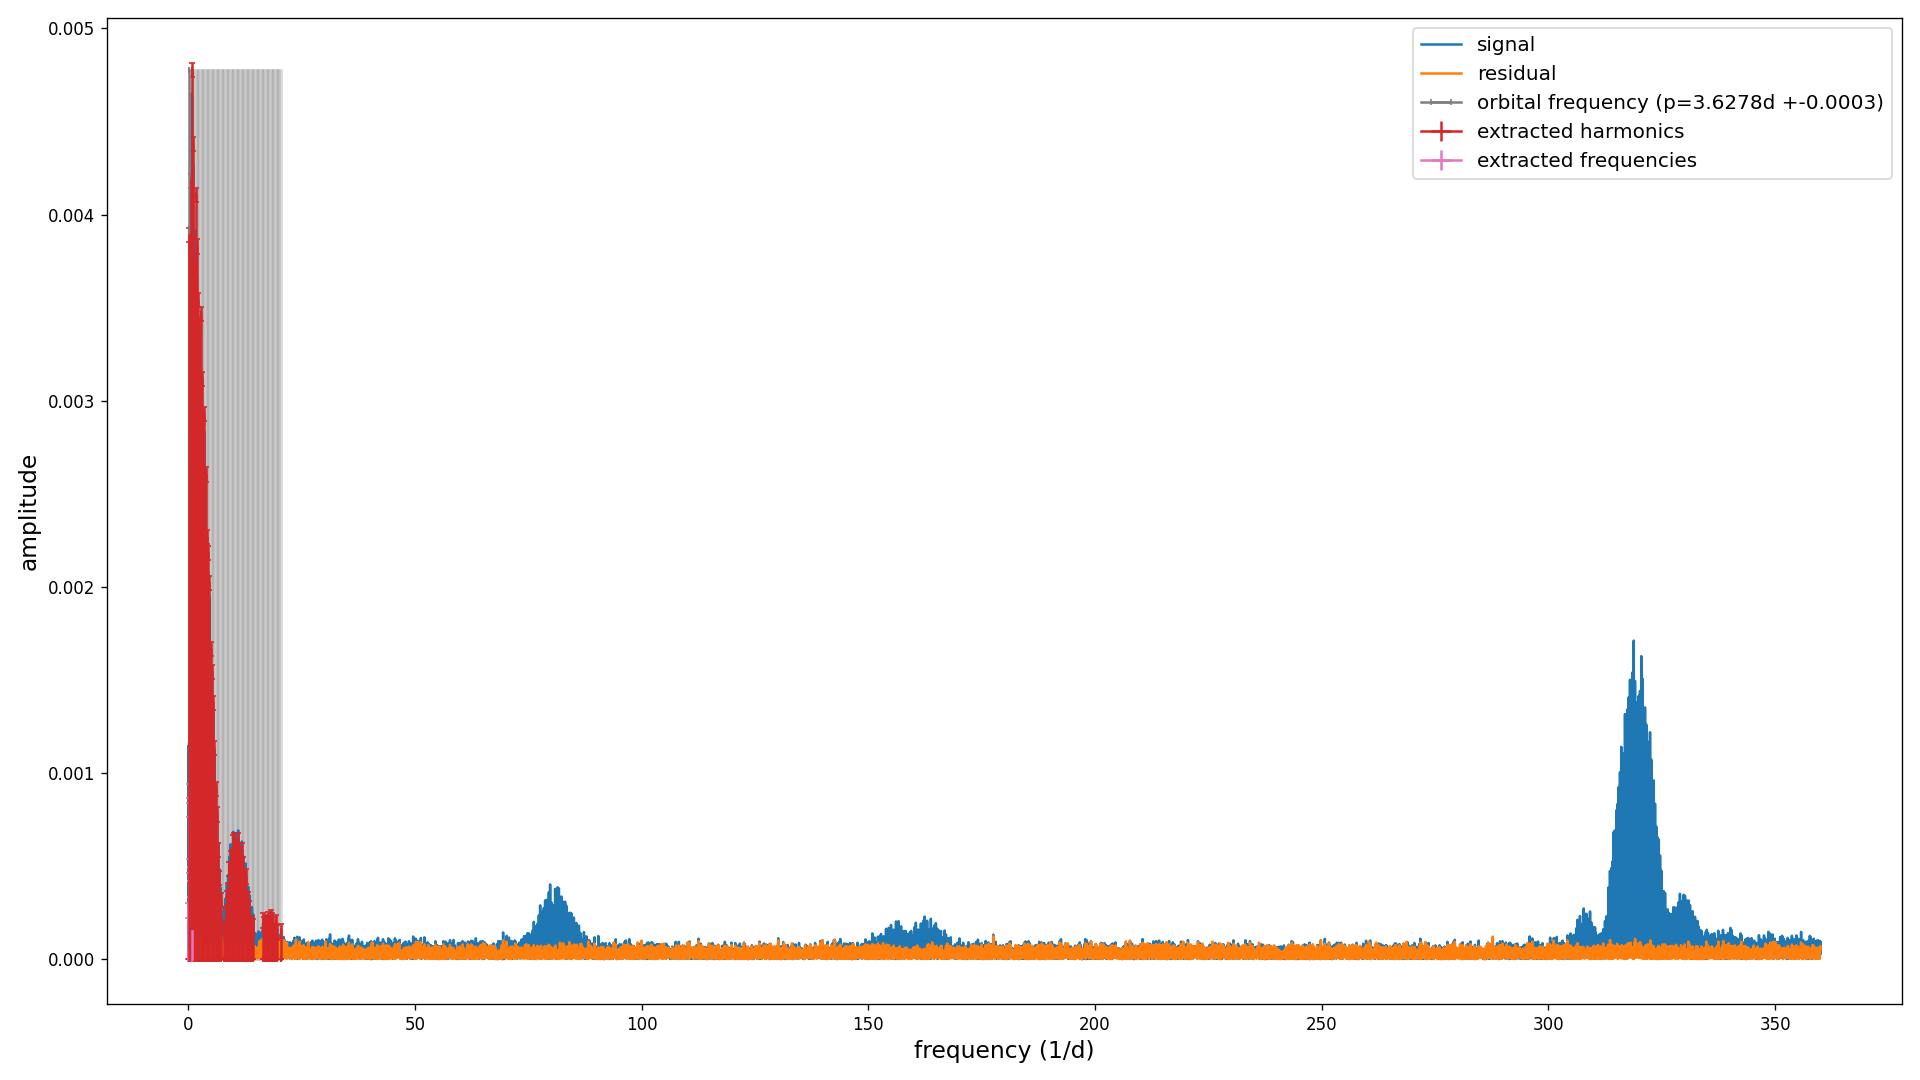 0.005
0.004
0.003
0.002
0.001
0.000
amplitude
signal
residual
orbital frequency (p=3.6278d +-0.0003)
extracted harmonics
extracted frequencies
0
50
100
150
200
250
300
350
frequency (1/d)